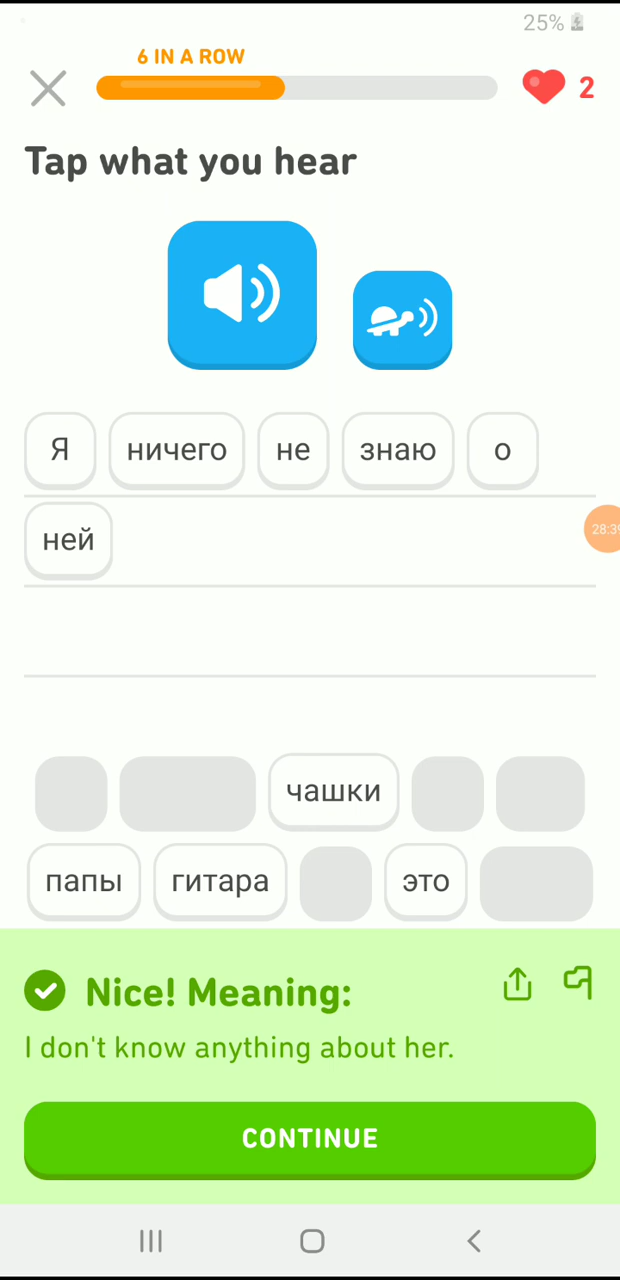 25%
6 IN A ROW
2
Tap what you hear
Я ничего не знаю о
ней
28:39
чашки
папы гитара это
Nice! Meaning:
I don't know anything about her.
CONTINUE